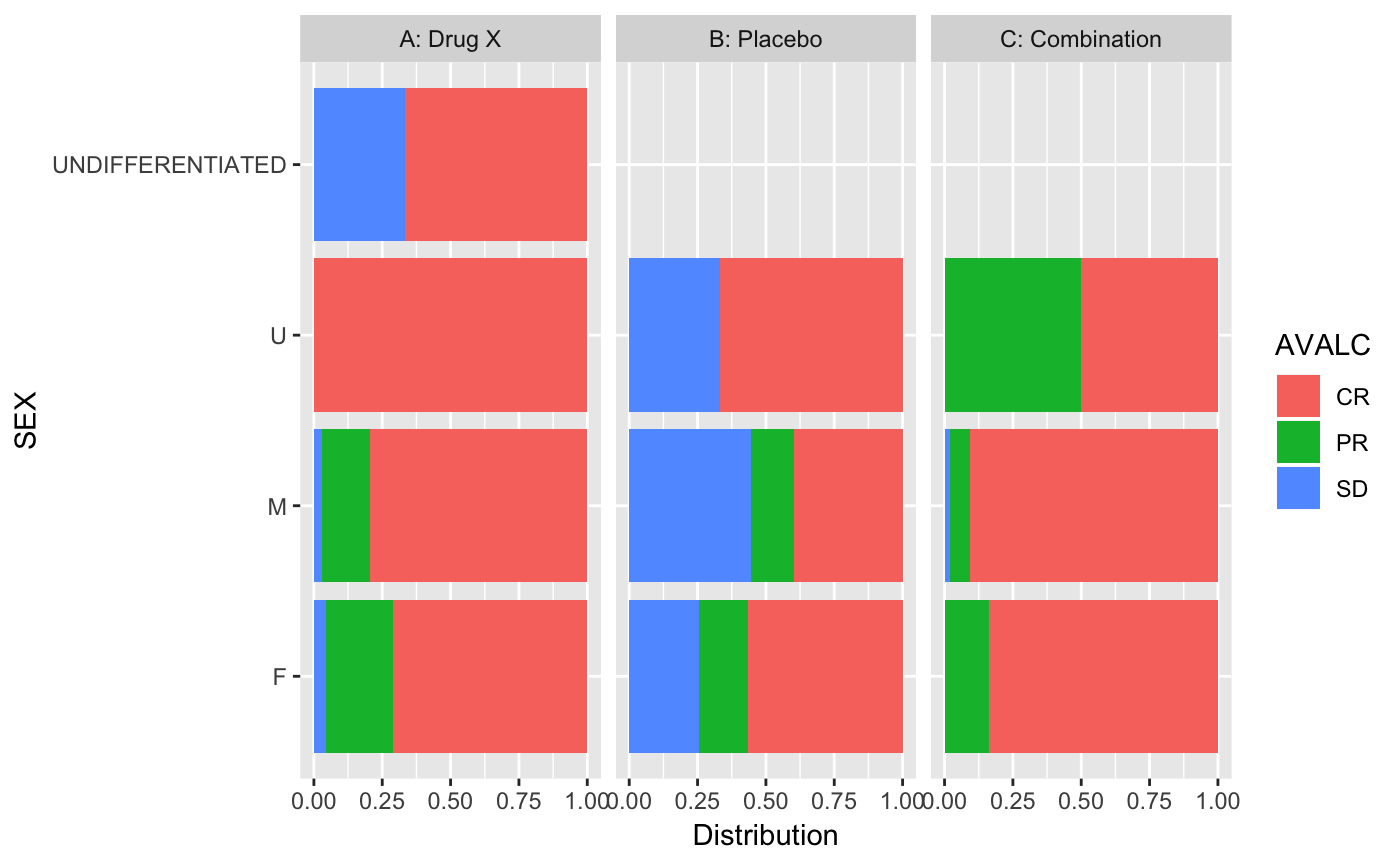 A: Drug X
B: Placebo
C: Combination
UNDIFFERENTIATED
U
M
F
SEX
0.00 0.25 0.50 0.75 1.00
0.00 0.25 0.50 0.75 1.00
0.00 0.25 0.50 0.75 1.00
Distribution
AVALC
CR
PR
SD